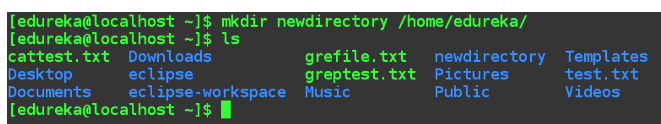 [edureka@localhost ~]$ mkdir newdirectory /home/edureka/
[edureka@localhost ~]$ ls
cattest.txt  Downloads          grefile.txt   newdirectory  Templates
Desktop      eclipse            greptest.txt  Pictures      test.txt
Documents    eclipse-workspace  Music         Public        Videos
[edureka@localhost ~]$